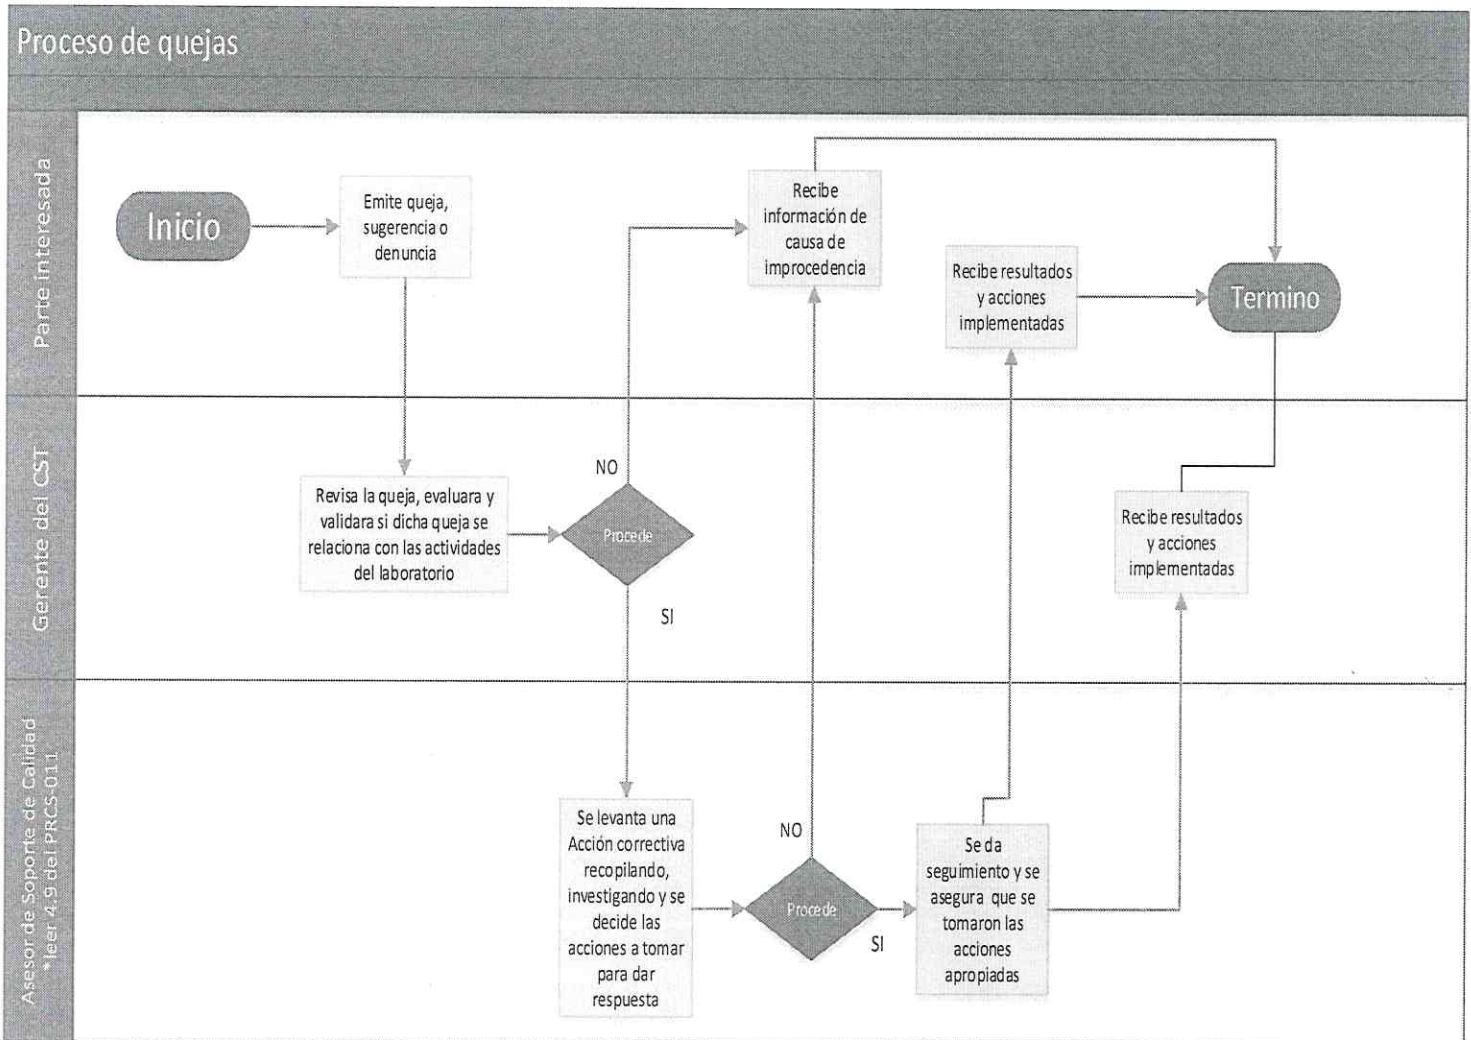 Proceso de quejas
Parte interesada
Inicio
Emite queja,
sugerencia o
denuncia
Recibe
información de
causa de
improcedencia
Recibe resultados
y acciones
implementadas
Termino
Gerente del CST
Revisa la queja, evaluara y
validara si dicha queja se
relaciona con las actividades
del laboratorio
NO
Procede
SI
Recibe resultados
y acciones
implementadas
Asesor de Soporte de Calidad
*leer 4.9 del PRCS-011
Se levanta una
Acción correctiva
recopilando,
investigando y se
decide las
acciones a tomar
para dar
respuesta
NO
Procede
SI
Se da
seguimiento y se
asegura que se
tomaron las
acciones
apropiadas